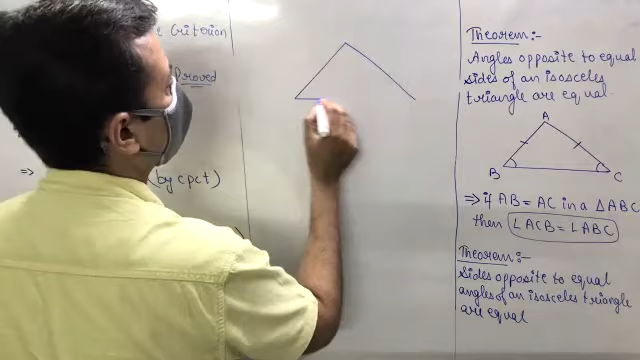 e Criterion
Proved
⇒
(by cpct)
Theorem:-
Angles opposite to equal
sides of an isosceles
triangle are equal.
A
B
C
⇒ if AB = AC in a △ABC
then ∠ACB = ∠ABC
Theorem:-
Sides opposite to equal
angles of an isosceles triangle
are equal